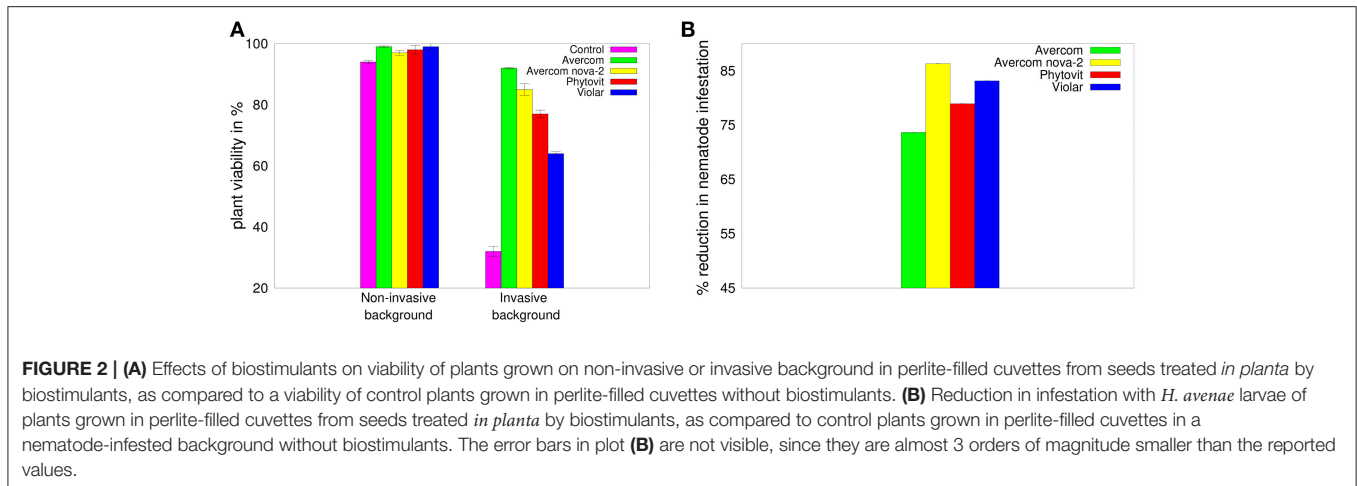 A
100
80
60
40
20
plant viability in %
Control
Avercom
Avercom nova-2
Phytovit
Violar
Non-invasive
background
Invasive
background
B
85
75
65
55
45
% reduction in nematode infestation
Avercom
Avercom nova-2
Phytovit
Violar
FIGURE 2 | (A) Effects of biostimulants on viability of plants grown on non-invasive or invasive background in perlite-filled cuvettes from seeds treated in planta by
biostimulants, as compared to a viability of control plants grown in perlite-filled cuvettes without biostimulants. (B) Reduction in infestation with H. avenae larvae of
plants grown in perlite-filled cuvettes from seeds treated in planta by biostimulants, as compared to control plants grown in perlite-filled cuvettes in a
nematode-infested background without biostimulants. The error bars in plot (B) are not visible, since they are almost 3 orders of magnitude smaller than the reported
values.